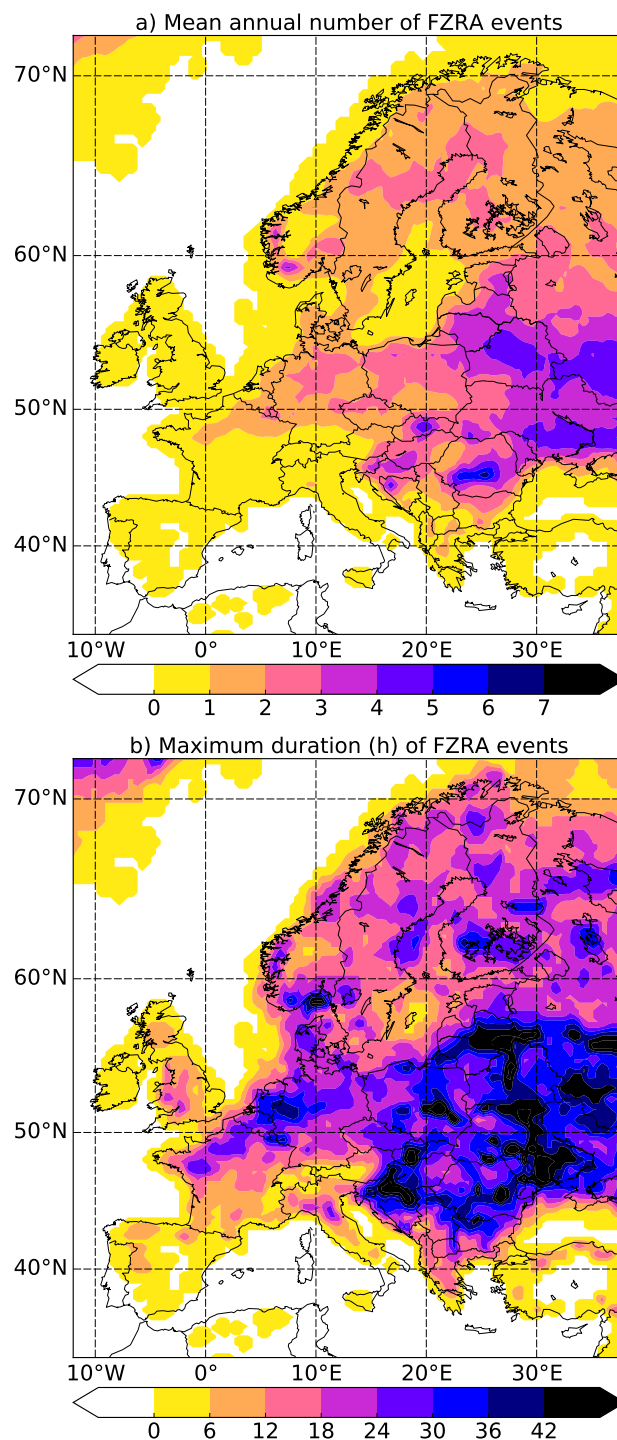 a) Mean annual number of FZRA events
70°N
60°N
50°N
40°N
10°W 0° 10°E 20°E 30°E
0 1 2 3 4 5 6 7
b) Maximum duration (h) of FZRA events
70°N
60°N
50°N
40°N
10°W 0° 10°E 20°E 30°E
0 6 12 18 24 30 36 42